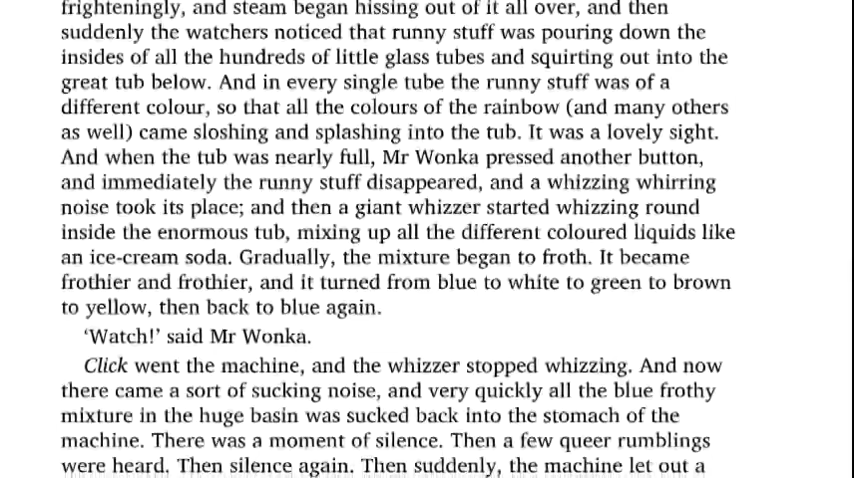 frighteningly, and steam began hissing out of it all over, and then
suddenly the watchers noticed that runny stuff was pouring down the
insides of all the hundreds of little glass tubes and squirting out into the
great tub below. And in every single tube the runny stuff was of a
different colour, so that all the colours of the rainbow (and many others
as well) came sloshing and splashing into the tub. It was a lovely sight.
And when the tub was nearly full, Mr Wonka pressed another button,
and immediately the runny stuff disappeared, and a whizzing whirring
noise took its place; and then a giant whizzer started whizzing round
inside the enormous tub, mixing up all the different coloured liquids like
an ice-cream soda. Gradually, the mixture began to froth. It became
frothier and frothier, and it turned from blue to white to green to brown
to yellow, then back to blue again.
‘Watch!’ said Mr Wonka.
Click went the machine, and the whizzer stopped whizzing. And now
there came a sort of sucking noise, and very quickly all the blue frothy
mixture in the huge basin was sucked back into the stomach of the
machine. There was a moment of silence. Then a few queer rumblings
were heard. Then silence again. Then suddenly, the machine let out a